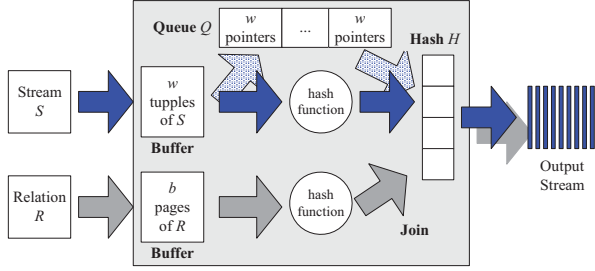 Queue Q
w
pointers
...
w
pointers
Hash H
Stream
S
w
tupples
of S
Buffer
hash
function
Relation
R
b
pages
of R
Buffer
hash
function
Join
Output
Stream